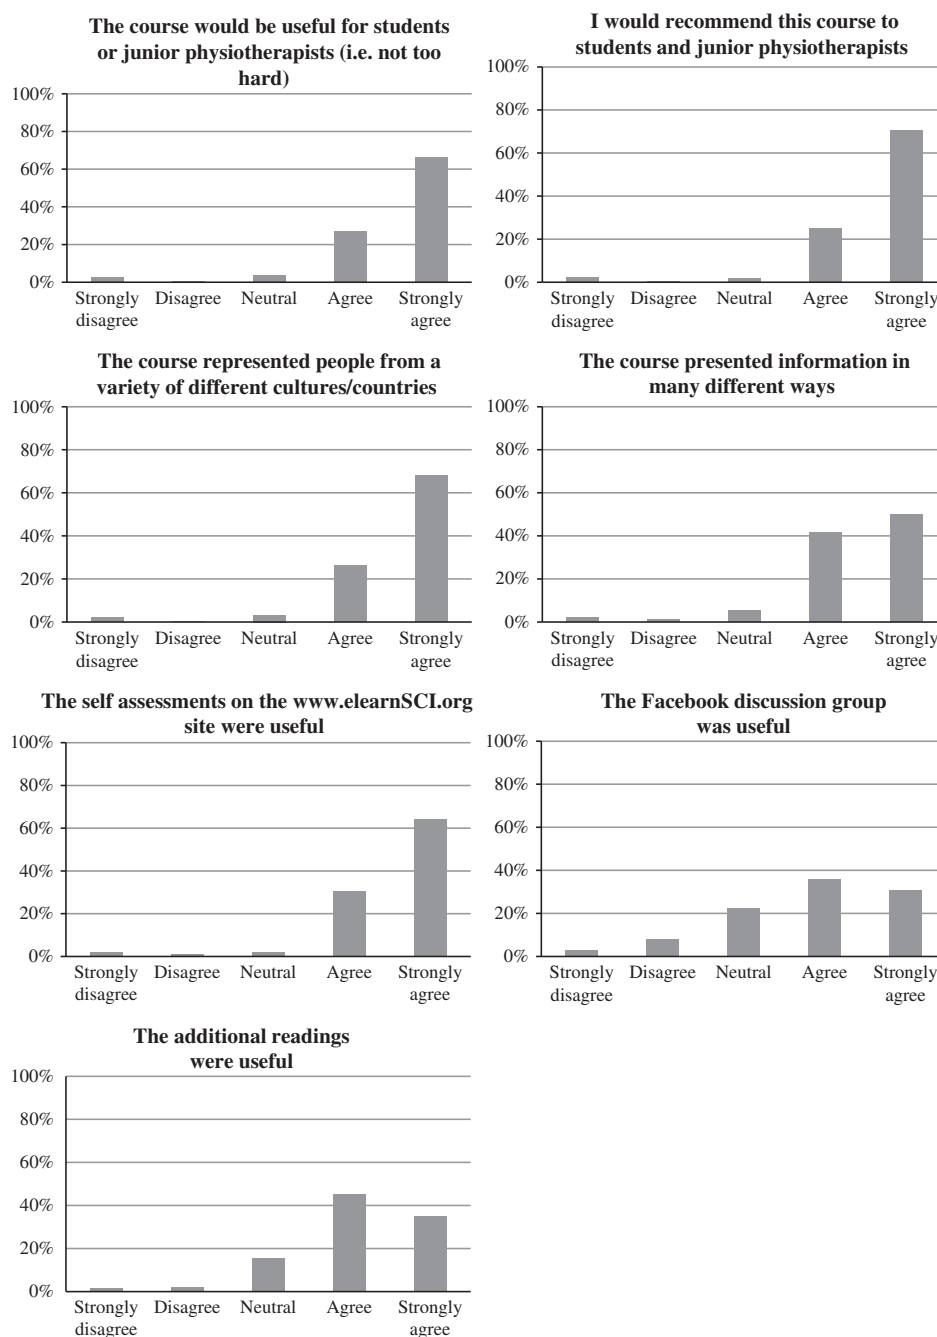 The course would be useful for students
or junior physiotherapists (i.e. not too
hard)
100%
80%
60%
40%
20%
0%
Strongly Disagree Neutral Agree Strongly
disagree agree
I would recommend this course to
students and junior physiotherapists
100%
80%
60%
40%
20%
0%
Strongly Disagree Neutral Agree Strongly
disagree agree
The course represented people from a
variety of different cultures/countries
100%
80%
60%
40%
20%
0%
Strongly Disagree Neutral Agree Strongly
disagree agree
The course presented information in
many different ways
100%
80%
60%
40%
20%
0%
Strongly Disagree Neutral Agree Strongly
disagree agree
The self assessments on the www.elearnSCI.org
site were useful
100%
80%
60%
40%
20%
0%
Strongly Disagree Neutral Agree Strongly
disagree agree
The Facebook discussion group
was useful
100%
80%
60%
40%
20%
0%
Strongly Disagree Neutral Agree Strongly
disagree agree
The additional readings
were useful
100%
80%
60%
40%
20%
0%
Strongly Disagree Neutral Agree Strongly
disagree agree